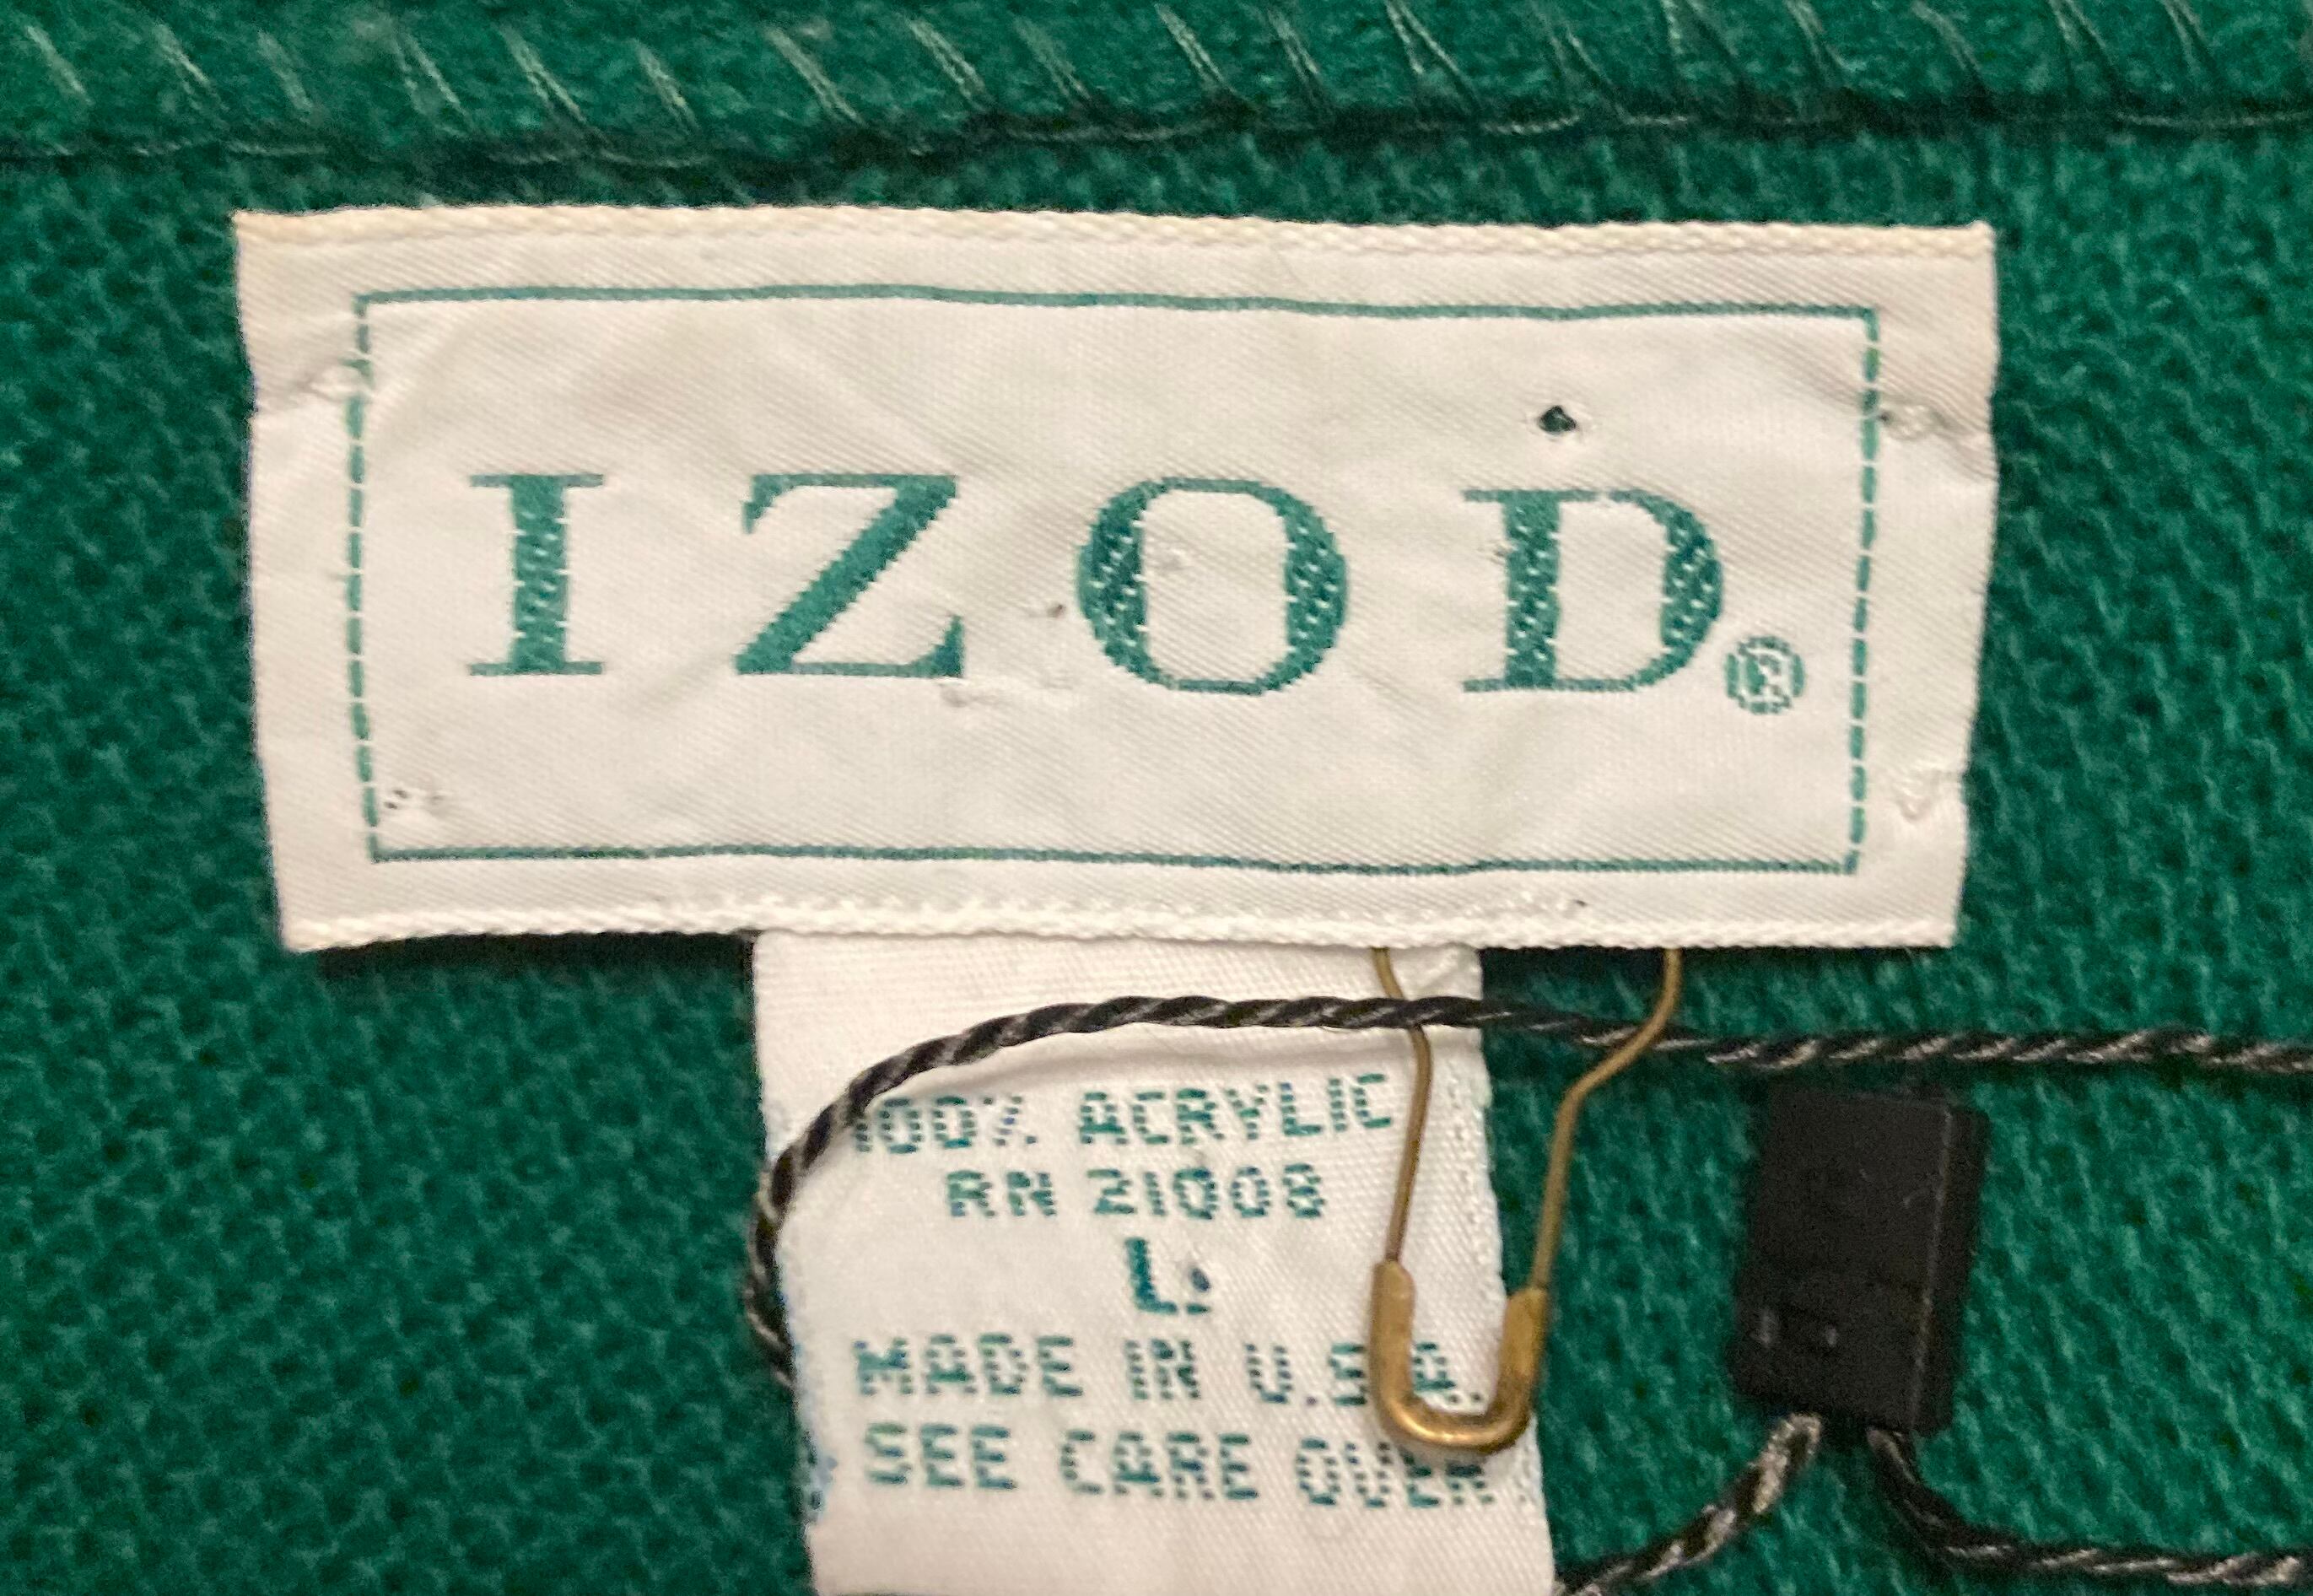 IZOD®
100% ACRYLIC
RN 21008
L
MADE IN U.S.A.
SEE CARE OVER